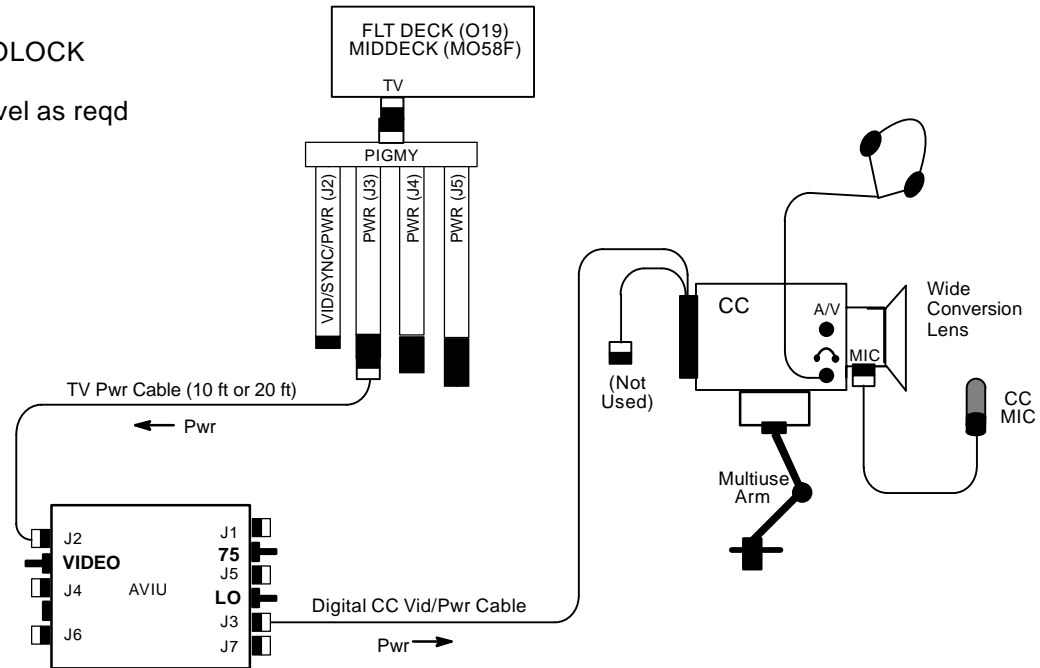 OLOCK
vel as reqd
FLT DECK (O19)
MIDDECK (MO58F)
TV
PIGMY
VID/SYNC/PWR (J2)
PWR (J3)
PWR (J4)
PWR (J5)
CC
A/V
MIC
Wide
Conversion
Lens
(Not
Used)
CC
MIC
TV Pwr Cable (10 ft or 20 ft)
Pwr
Multiuse
Arm
J2
VIDEO
J4
AVIU
J6
J1
75
J5
LO
J3
J7
Digital CC Vid/Pwr Cable
Pwr